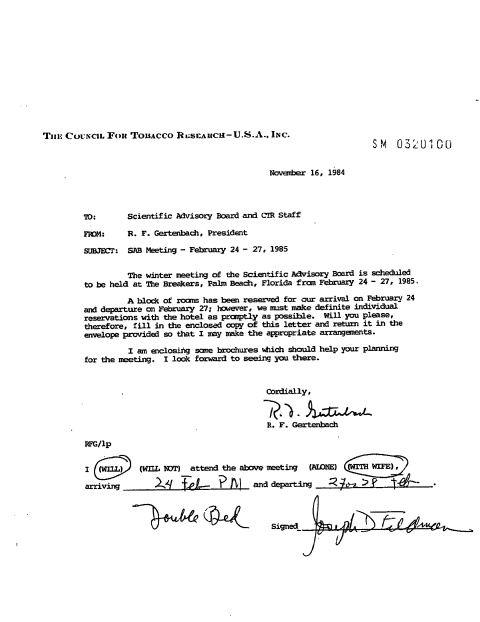 THE COUNCIL FOR TOBACCO RESEARCH-U.S.A., INC.
SM 0320100
November 16, 1984
TO: Scientific Advisory Board and CTR Staff
FROM: R. F. Gertenbach, President
SUBJECT: SAB Meeting - February 24 - 27, 1985
The winter meeting of the Scientific Advisory Board is scheduled
to be held at The Breakers, Palm Beach, Florida from February 24 - 27, 1985.
A block of rooms has been reserved for our arrival on February 24
and departure on February 27; however, we must make definite individual
reservations with the hotel as promptly as possible. Will you please,
therefore, fill in the enclosed copy of this letter and return it in the
envelope provided so that I may make the appropriate arrangements.
I am enclosing some brochures which should help your planning
for the meeting. I look forward to seeing you there.
Cordially,
R. F. Gertenbach
R. F. Gertenbach
RFG/lp
I (WILL) (WILL NOT) attend the above meeting (ALONE) (WITH WIFE),
arriving 24 Feb PM and departing 27 or 28 Feb.
Double Bed
Signed Joseph D Feldman